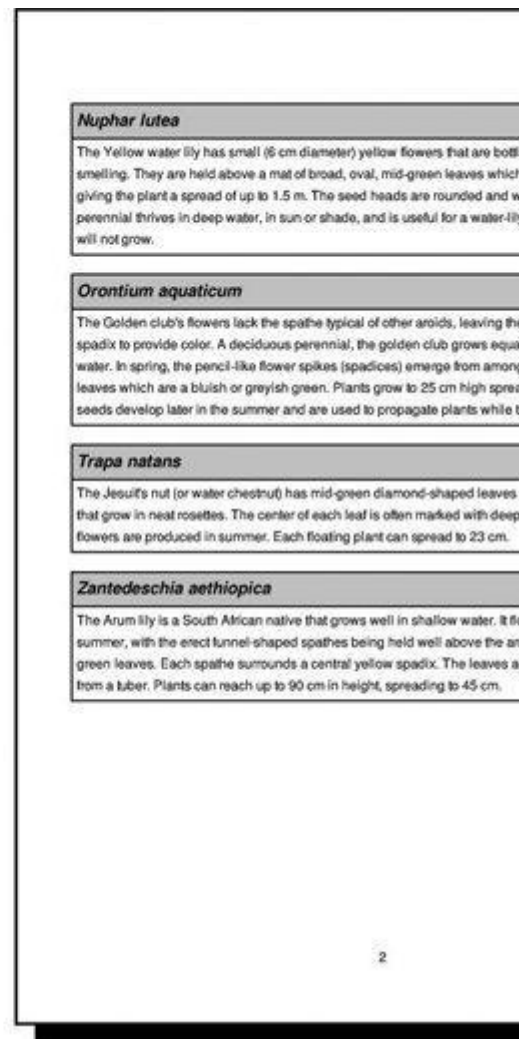 Nuphar lutea
The Yellow water lily has small (6 cm diameter) yellow flowers that are bottl
smelling. They are held above a mat of broad, oval, mid-green leaves which
giving the plant a spread of up to 1.5 m. The seed heads are rounded and w
perennial thrives in deep water, in sun or shade, and is useful for a water-lily
will not grow.
Orontium aquaticum
The Golden club's flowers lack the spathe typical of other aroids, leaving the
spadix to provide color. A deciduous perennial, the golden club grows equa
water. In spring, the pencil-like flower spikes (spadices) emerge from among
leaves which are a bluish or greyish green. Plants grow to 25 cm high sprea
seeds develop later in the summer and are used to propagate plants while t
Trapa natans
The Jesuit's nut (or water chestnut) has mid-green diamond-shaped leaves
that grow in neat rosettes. The center of each leaf is often marked with deep
flowers are produced in summer. Each floating plant can spread to 23 cm.
Zantedeschia aethiopica
The Arum lily is a South African native that grows well in shallow water. It flo
summer, with the erect funnel-shaped spathes being held well above the ar
green leaves. Each spathe surrounds a central yellow spadix. The leaves a
from a tuber. Plants can reach up to 90 cm in height, spreading to 45 cm.
2